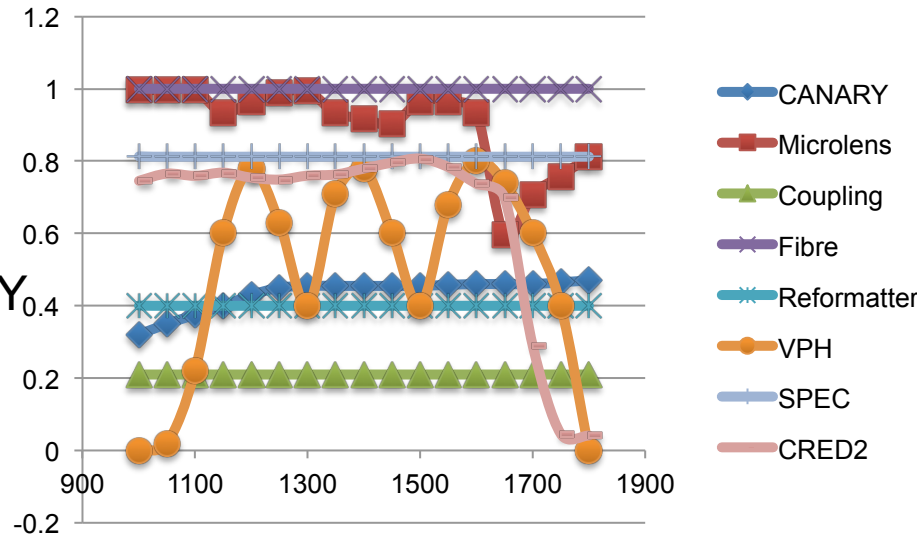 1.2
1
0.8
0.6
0.4
0.2
0
-0.2
Y
900
1100
1300
1500
1700
1900
CANARY
Microlens
Coupling
Fibre
Reformatter
VPH
SPEC
CRED2